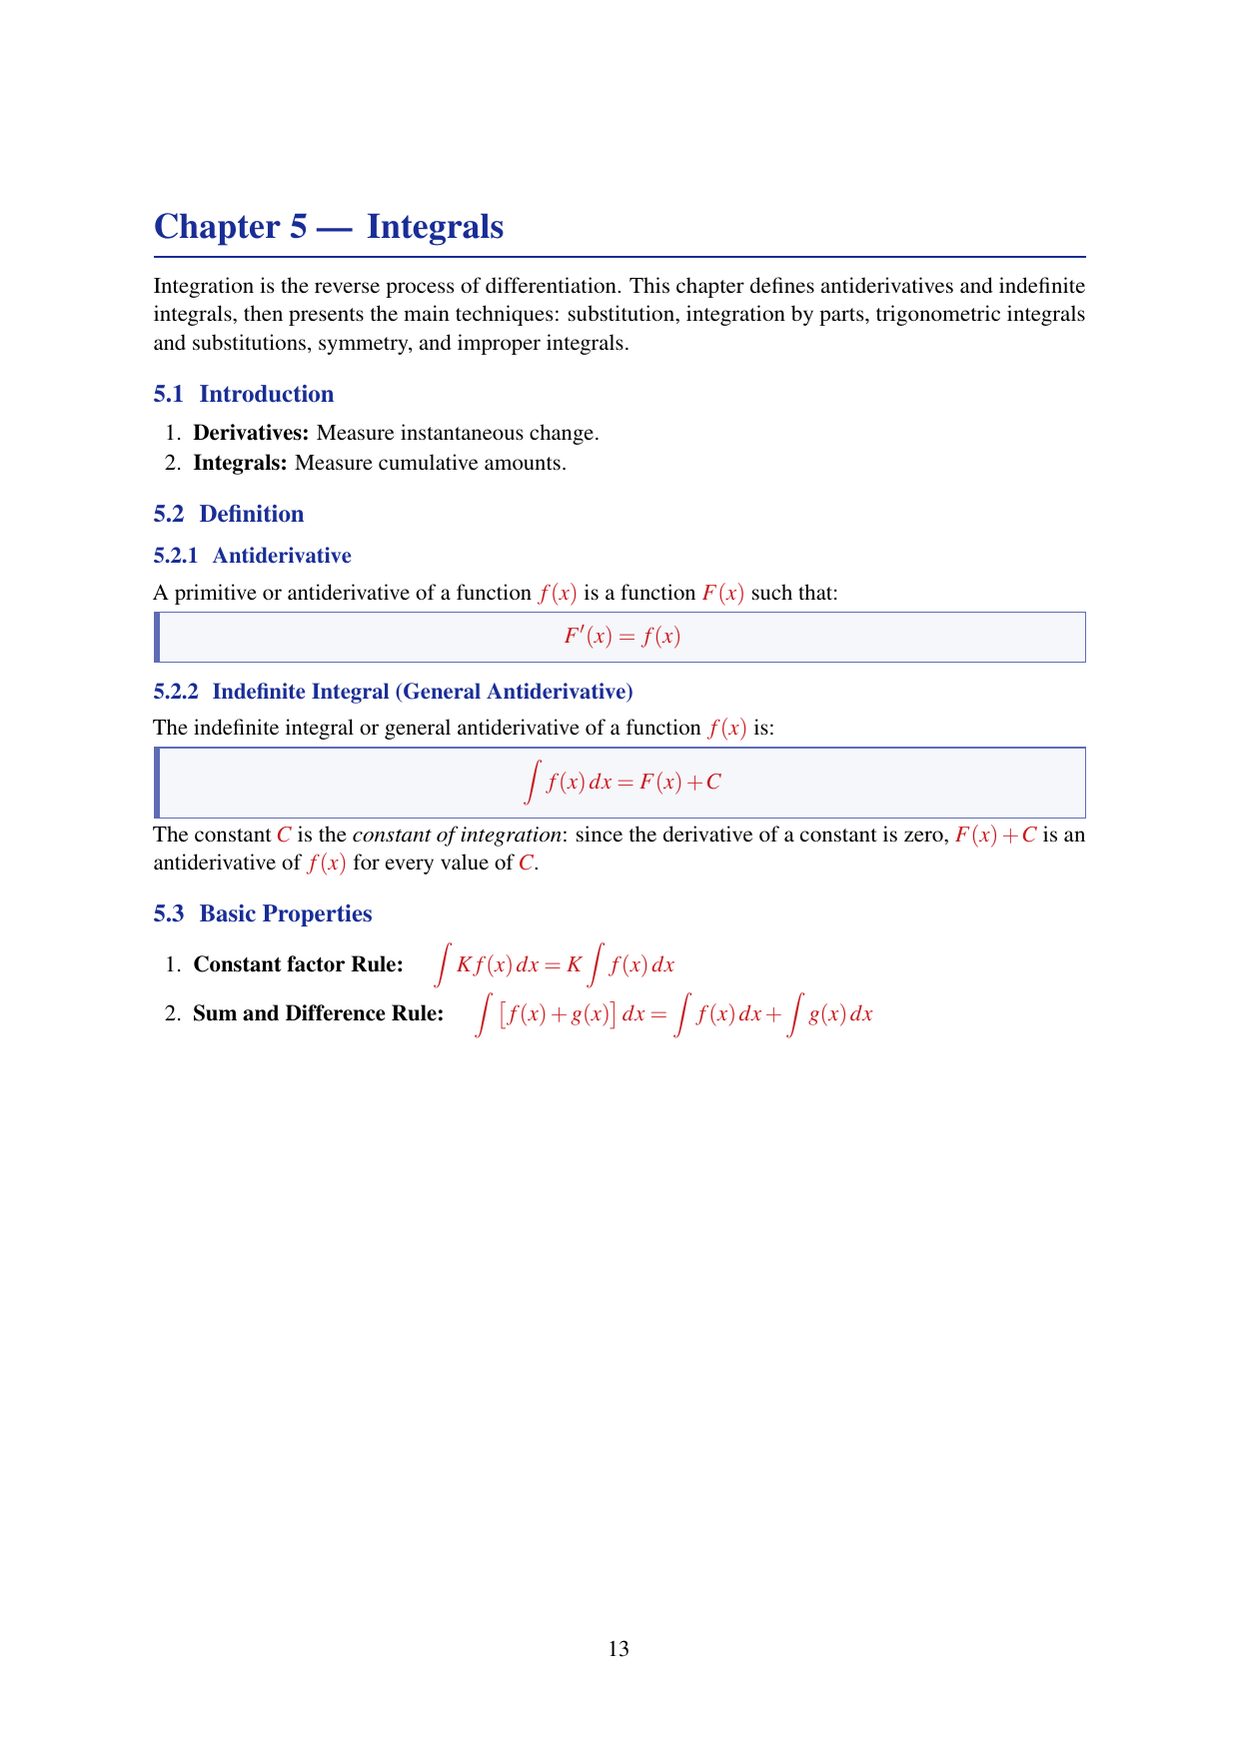 Chapter 5 — Integrals
Integration is the reverse process of differentiation. This chapter defines antiderivatives and indefinite
integrals, then presents the main techniques: substitution, integration by parts, trigonometric integrals
and substitutions, symmetry, and improper integrals.
5.1 Introduction
1. Derivatives: Measure instantaneous change.
2. Integrals: Measure cumulative amounts.
5.2 Definition
5.2.1 Antiderivative
A primitive or antiderivative of a function f(x) is a function F(x) such that:
F′(x) = f(x)
5.2.2 Indefinite Integral (General Antiderivative)
The indefinite integral or general antiderivative of a function f(x) is:
∫ f(x) dx = F(x) + C
The constant C is the constant of integration: since the derivative of a constant is zero, F(x) + C is an
antiderivative of f(x) for every value of C.
5.3 Basic Properties
1. Constant factor Rule: ∫ K f(x) dx = K ∫ f(x) dx
2. Sum and Difference Rule: ∫ [f(x) + g(x)] dx = ∫ f(x) dx + ∫ g(x) dx
13